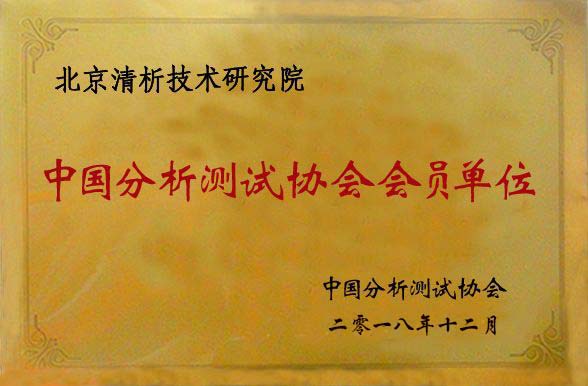 北京清析技术研究院
中国分析测试协会会员单位
中国分析测试协会
二零一八年十二月